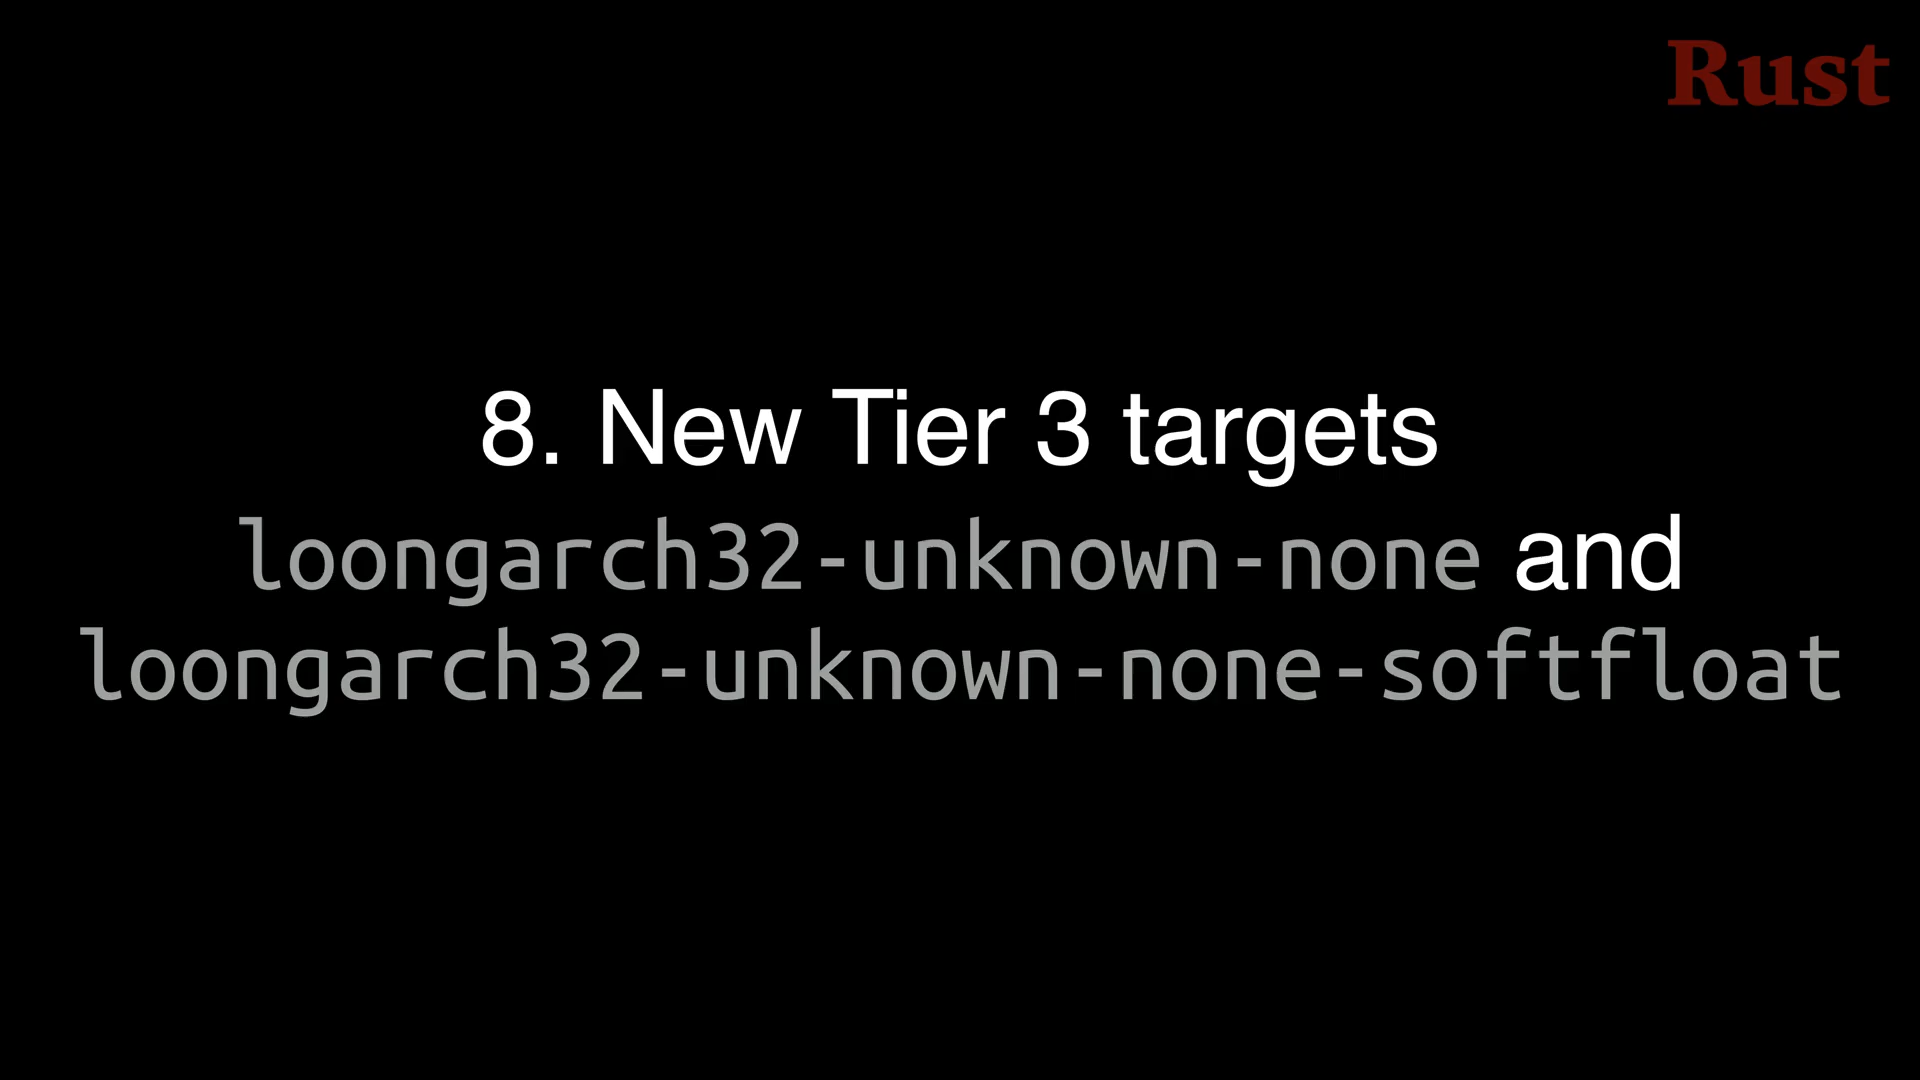 Rust
8. New Tier 3 targets
loongarch32-unknown-none and
loongarch32-unknown-none-softfloat